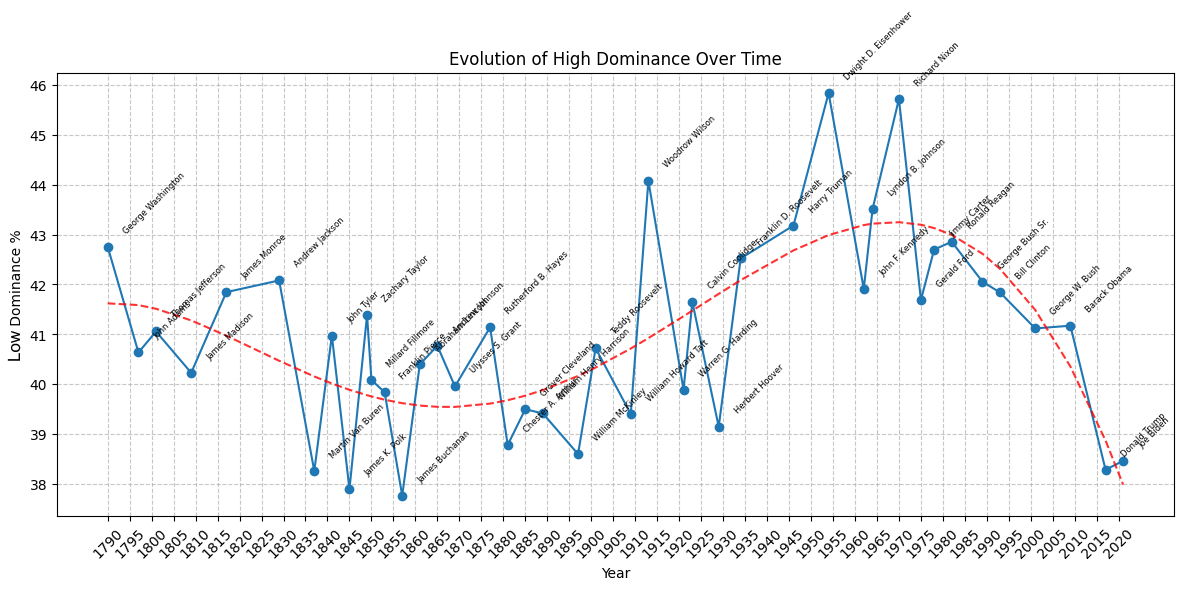 Evolution of High Dominance Over Time
Low Dominance %
46
45
44
43
42
41
40
39
38
George Washington
John Adams
Thomas Jefferson
James Madison
James Monroe
Andrew Jackson
Martin Van Buren
John Tyler
James K. Polk
Zachary Taylor
Millard Fillmore
Franklin Pierce
James Buchanan
Abraham Lincoln
Andrew Johnson
Ulysses S. Grant
Rutherford B. Hayes
Chester A. Arthur
Grover Cleveland
William Henry Harrison
William McKinley
Teddy Roosevelt
William Howard Taft
Woodrow Wilson
Warren G. Harding
Calvin Coolidge
Herbert Hoover
Franklin D. Roosevelt
Harry Truman
Dwight D. Eisenhower
John F. Kennedy
Lyndon B. Johnson
Richard Nixon
Gerald Ford
Jimmy Carter
Ronald Reagan
George Bush Sr.
Bill Clinton
George W. Bush
Barack Obama
Donald Trump
Joe Biden
1790
1795
1800
1805
1810
1815
1820
1825
1830
1835
1840
1845
1850
1855
1860
1865
1870
1875
1880
1885
1890
1895
1900
1905
1910
1915
1920
1925
1930
1935
1940
1945
1950
1955
1960
1965
1970
1975
1980
1985
1990
1995
2000
2005
2010
2015
2020
Year